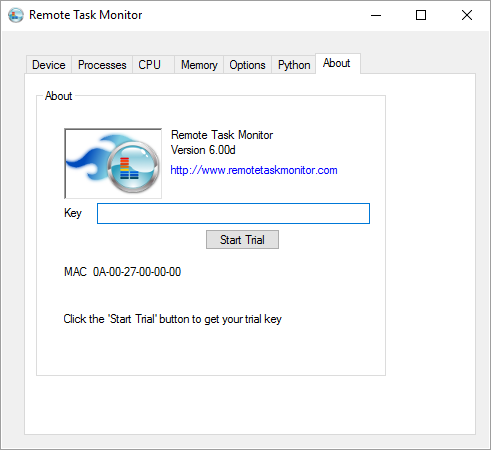 Remote Task Monitor
Device Processes CPU Memory Options Python About
About
Remote Task Monitor
Version 6.00d
http://www.remotetaskmonitor.com
Key
Start Trial
MAC 0A-00-27-00-00-00
Click the 'Start Trial' button to get your trial key